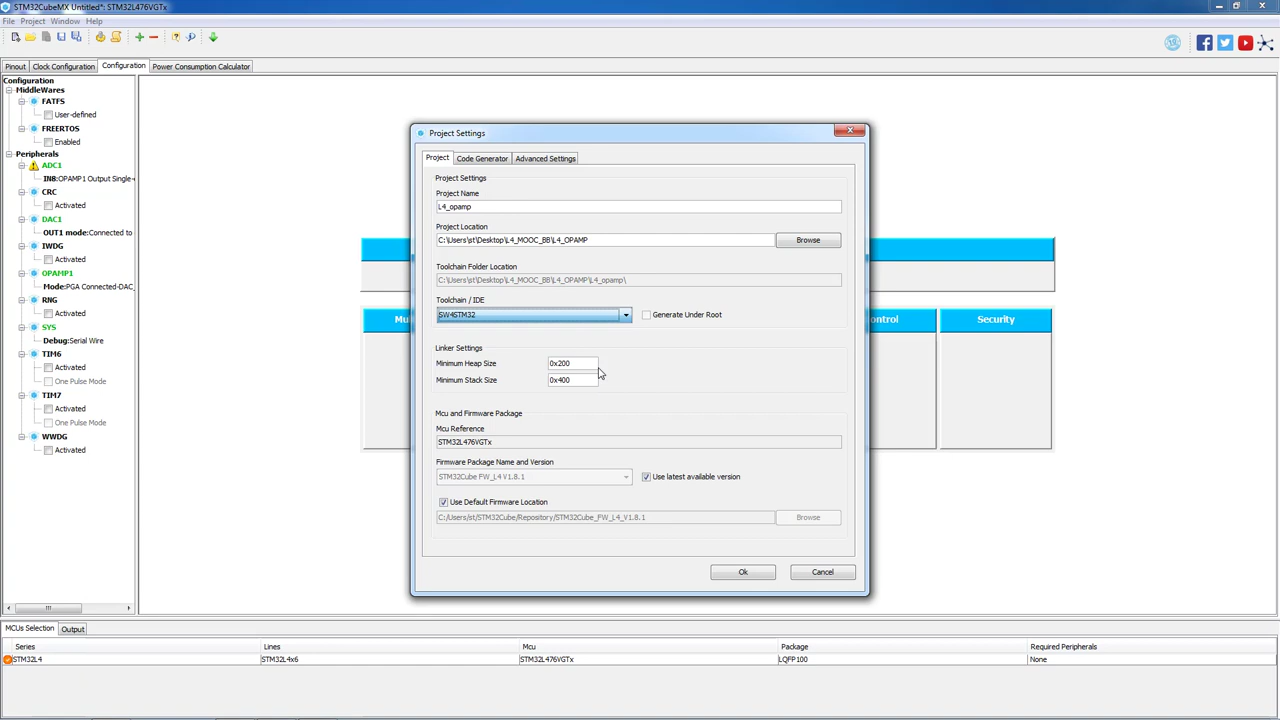 STM32CubeMX Untitled*: STM32L476VGTx
File Project Window Help
Pinout Clock Configuration Configuration Power Consumption Calculator
Configuration
MiddleWares
FATFS
User-defined
FREERTOS
Enabled
Peripherals
ADC1
IN8:OPAMP1 Output Single-
CRC
Activated
DAC1
OUT1 mode:Connected to
IWDG
Activated
OPAMP1
Mode:PGA Connected-DAC_
RNG
Activated
SYS
Debug:Serial Wire
TIM6
Activated
One Pulse Mode
TIM7
Activated
One Pulse Mode
WWDG
Activated
Mu
ntrol
Security
Project Settings
Project Code Generator Advanced Settings
Project Settings
Project Name
L4_opamp
Project Location
C:\Users\st\Desktop\L4_MOOC_BB\L4_OPAMP Browse
Toolchain Folder Location
C:\Users\st\Desktop\L4_MOOC_BB\L4_OPAMP\L4_opamp\
Toolchain / IDE
SW4STM32 Generate Under Root
Linker Settings
Minimum Heap Size 0x200
Minimum Stack Size 0x400
Mcu and Firmware Package
Mcu Reference
STM32L476VGTx
Firmware Package Name and Version
STM32Cube FW_L4 V1.8.1 Use latest available version
Use Default Firmware Location
C:/Users/st/STM32Cube/Repository/STM32Cube_FW_L4_V1.8.1 Browse
Ok Cancel
MCUs Selection Output
Series Lines Mcu Package Required Peripherals
STM32L4 STM32L4x6 STM32L476VGTx LQFP100 None